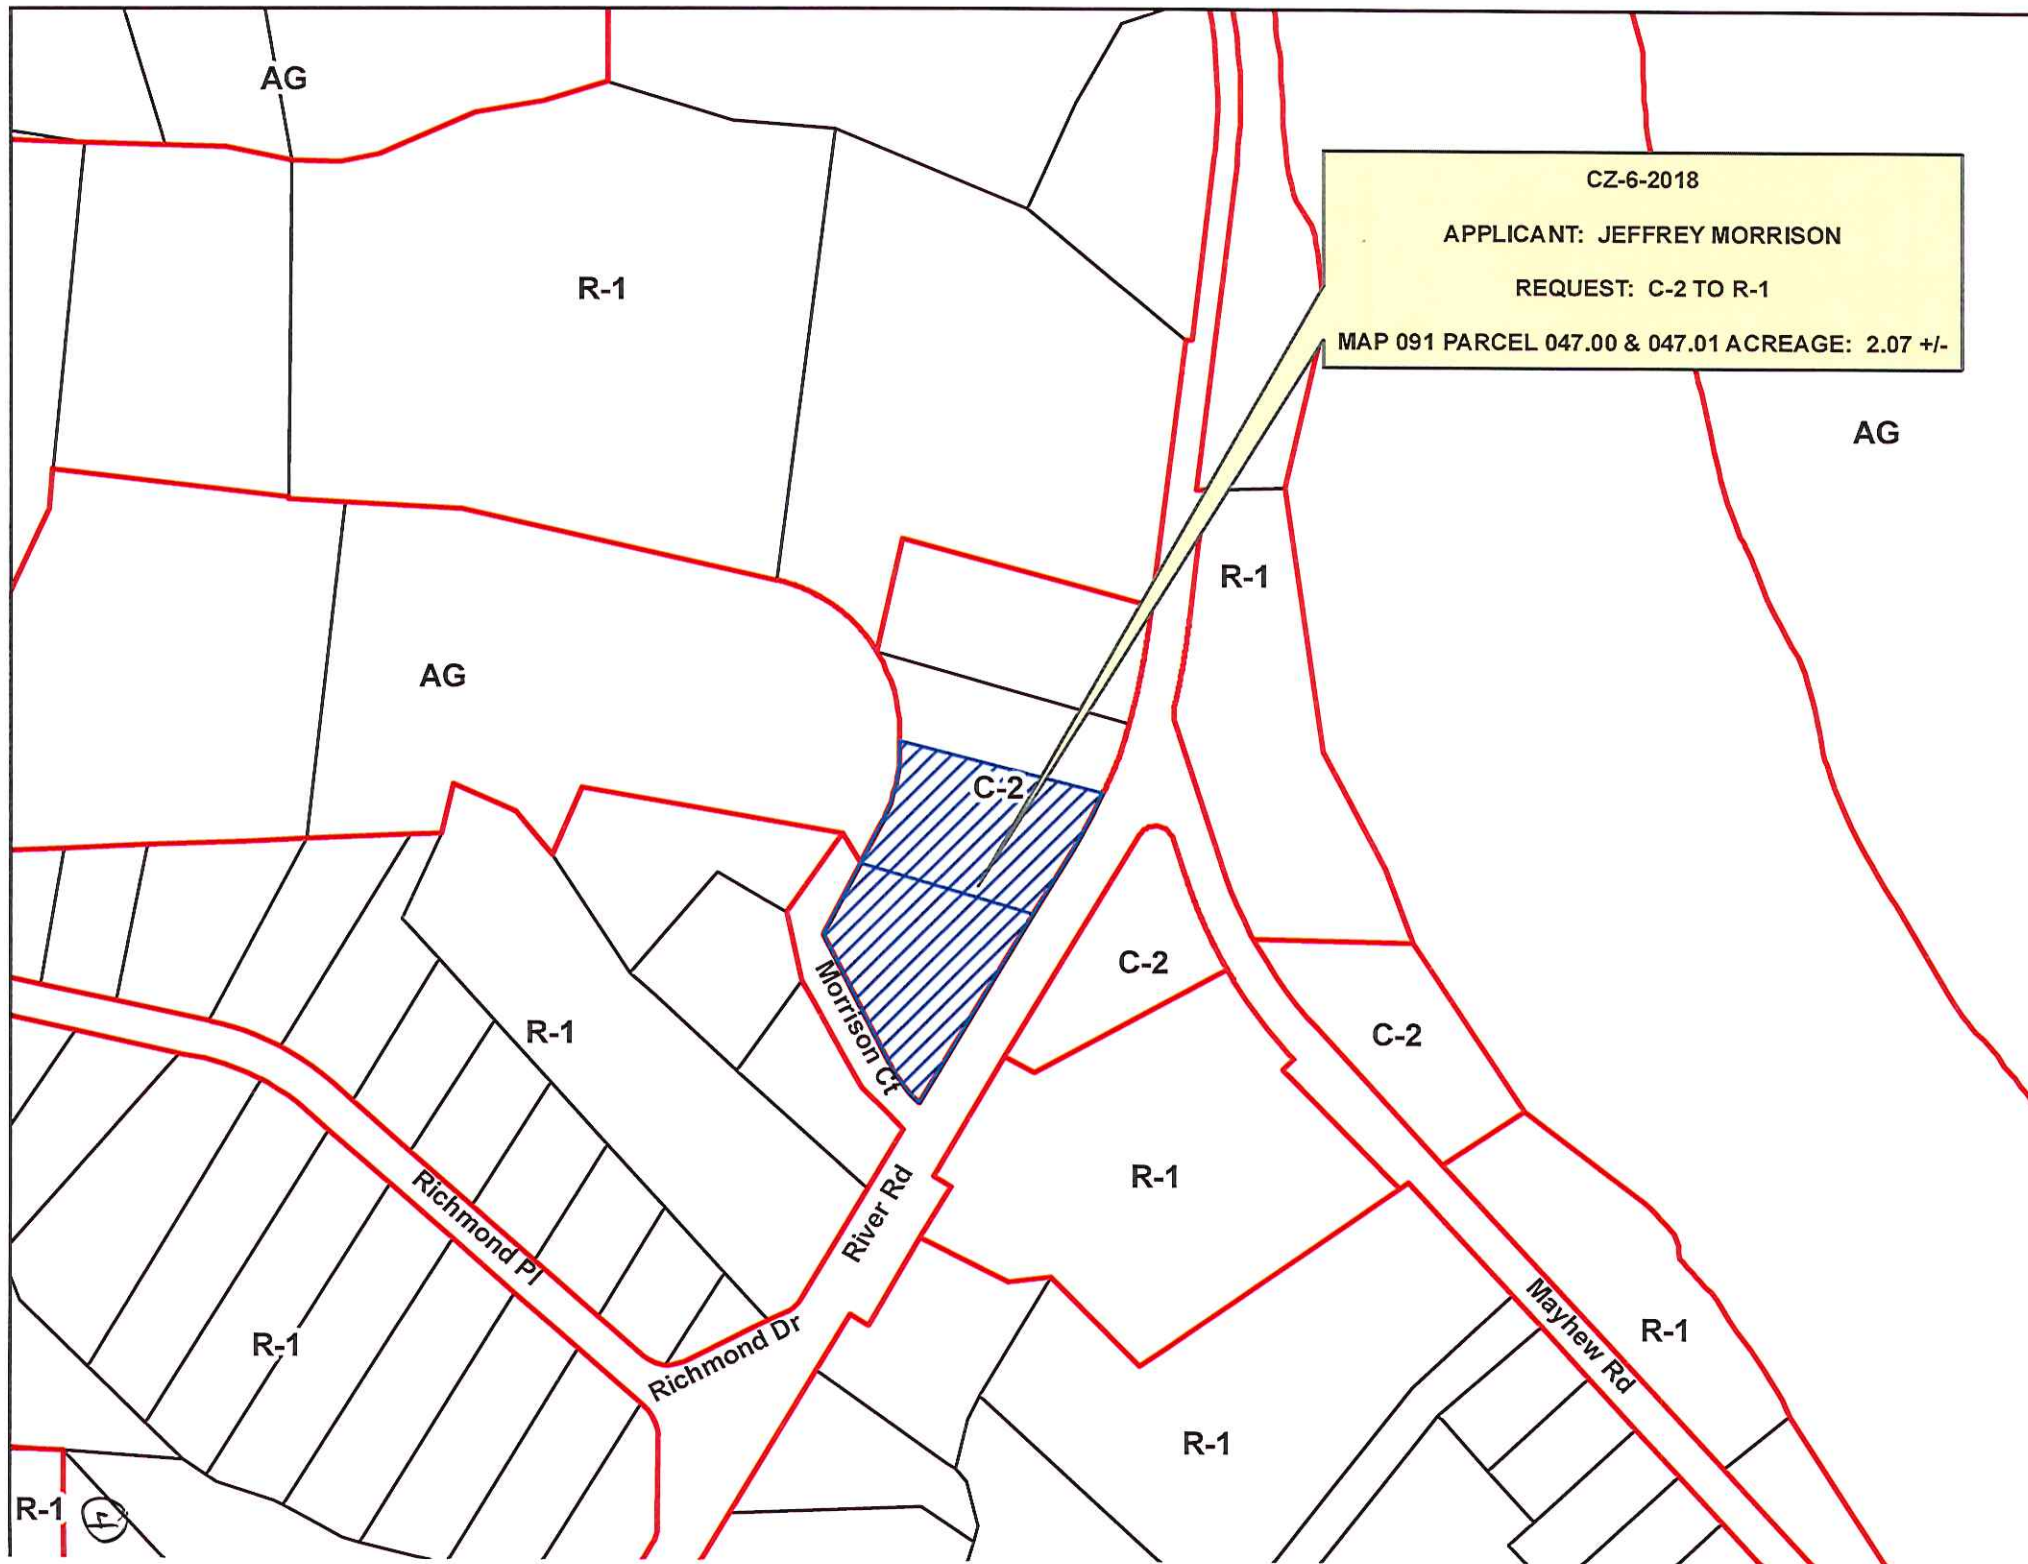 AG
CZ-6-2018
APPLICANT: JEFFREY MORRISON
REQUEST: C-2 TO R-1
MAP 091 PARCEL 047.00 & 047.01 ACREAGE: 2.07 +/-
R-1
AG
R-1
AG
C-2
C-2
Morrison Ct
R-1
C-2
R-1
River Rd
Richmond Pl
Mayhew Rd
R-1
R-1
Richmond Dr
R-1
R-1
4